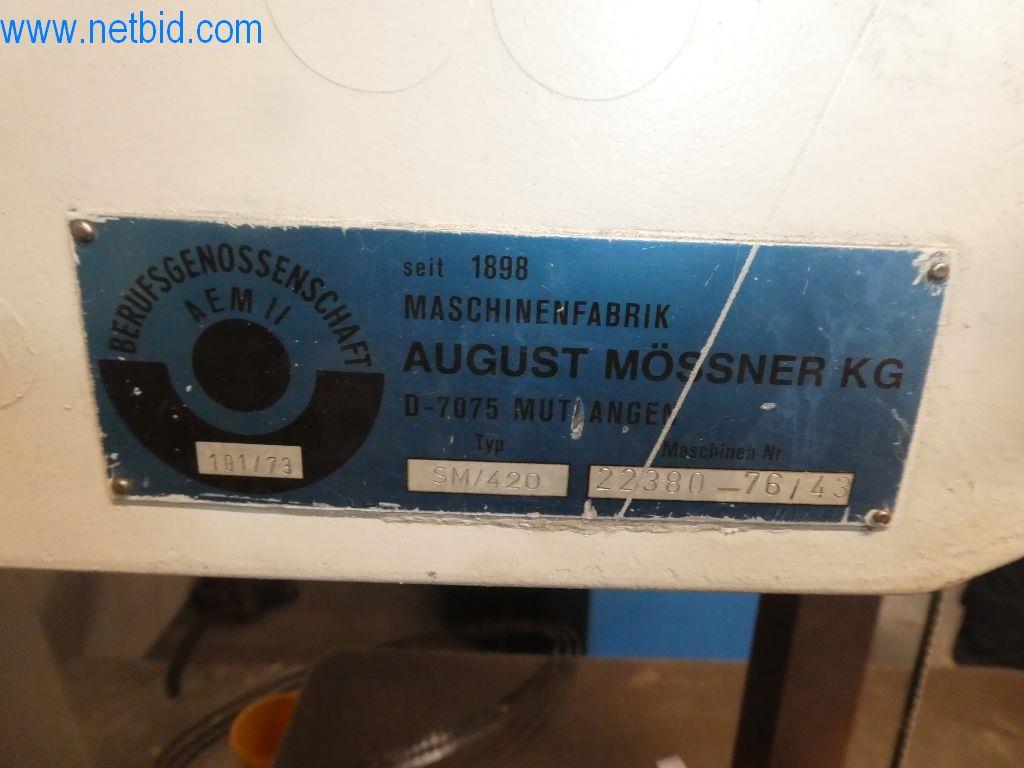 www.netbid.com
BERUFSGENOSSENSCHAFT
AEM II
101/73
seit 1898
MASCHINENFABRIK
AUGUST MÖSSNER KG
D-7075 MUTLANGEN
Typ
Maschinen Nr.
SM/420
22380-76/43